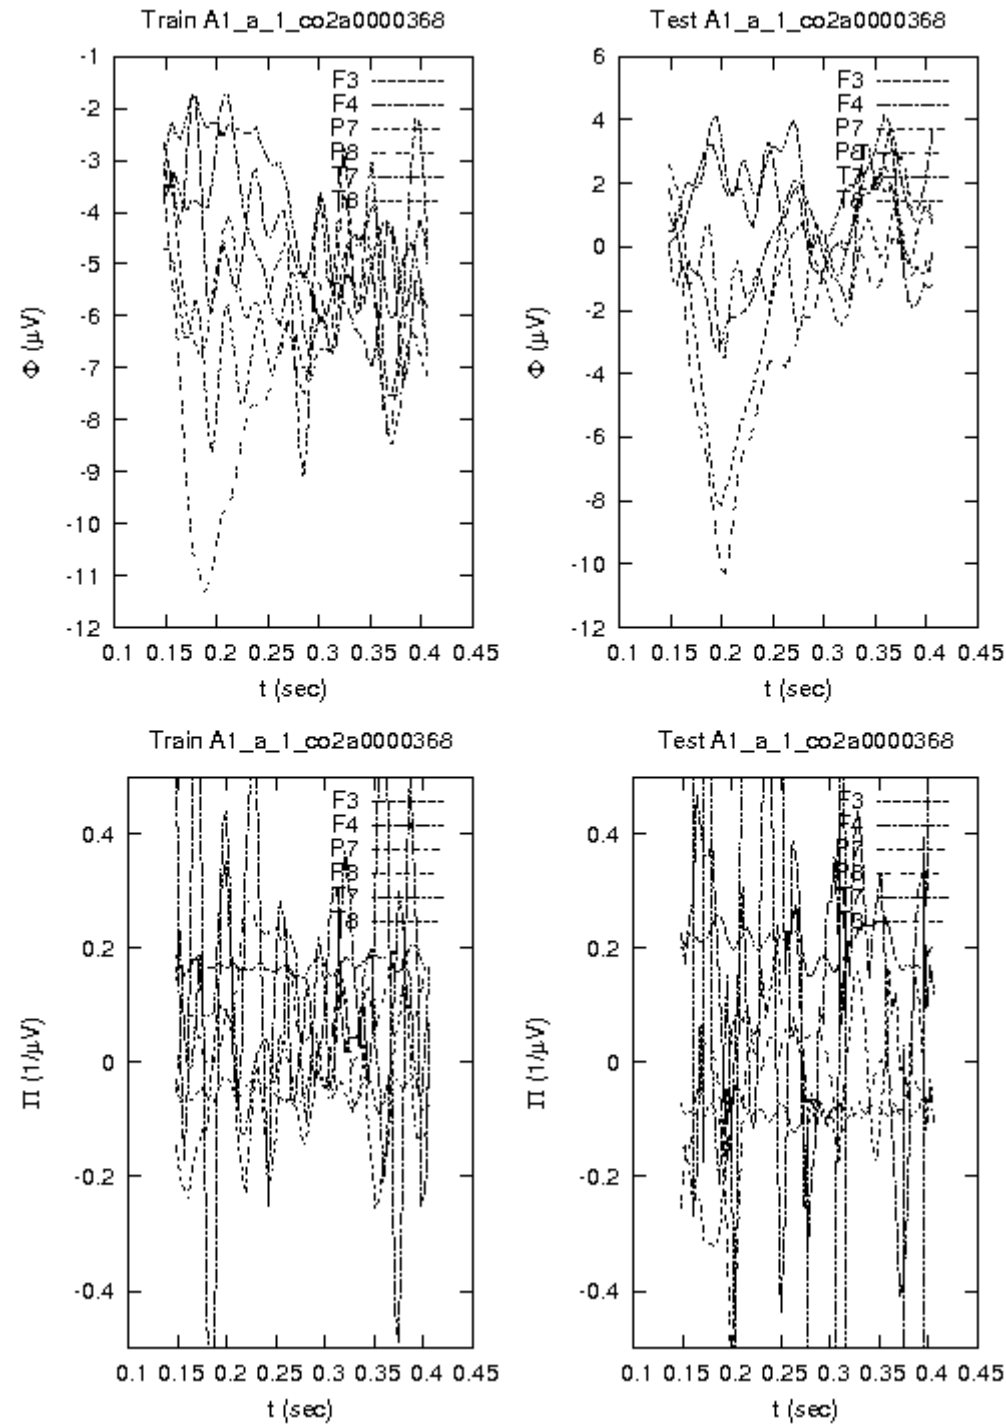 Train A1_a_1_co2a0000368
Test A1_a_1_co2a0000368
-1
-2
-3
-4
-5
-6
-7
-8
-9
-10
-11
-12
Φ (μV)
F3
F4
P7
P8
T7
T8
0.1 0.15 0.2 0.25 0.3 0.35 0.4 0.45
t (sec)
6
4
2
0
-2
-4
-6
-8
-10
-12
Φ (μV)
F3
F4
P7
P8
T7
T8
0.1 0.15 0.2 0.25 0.3 0.35 0.4 0.45
t (sec)
Train A1_a_1_co2a0000368
Test A1_a_1_co2a0000368
0.4
0.2
0
-0.2
-0.4
Π (1/μV)
F3
F4
P7
P8
T7
T8
0.1 0.15 0.2 0.25 0.3 0.35 0.4 0.45
t (sec)
0.4
0.2
0
-0.2
-0.4
Π (1/μV)
F3
F4
P7
P8
T7
T8
0.1 0.15 0.2 0.25 0.3 0.35 0.4 0.45
t (sec)